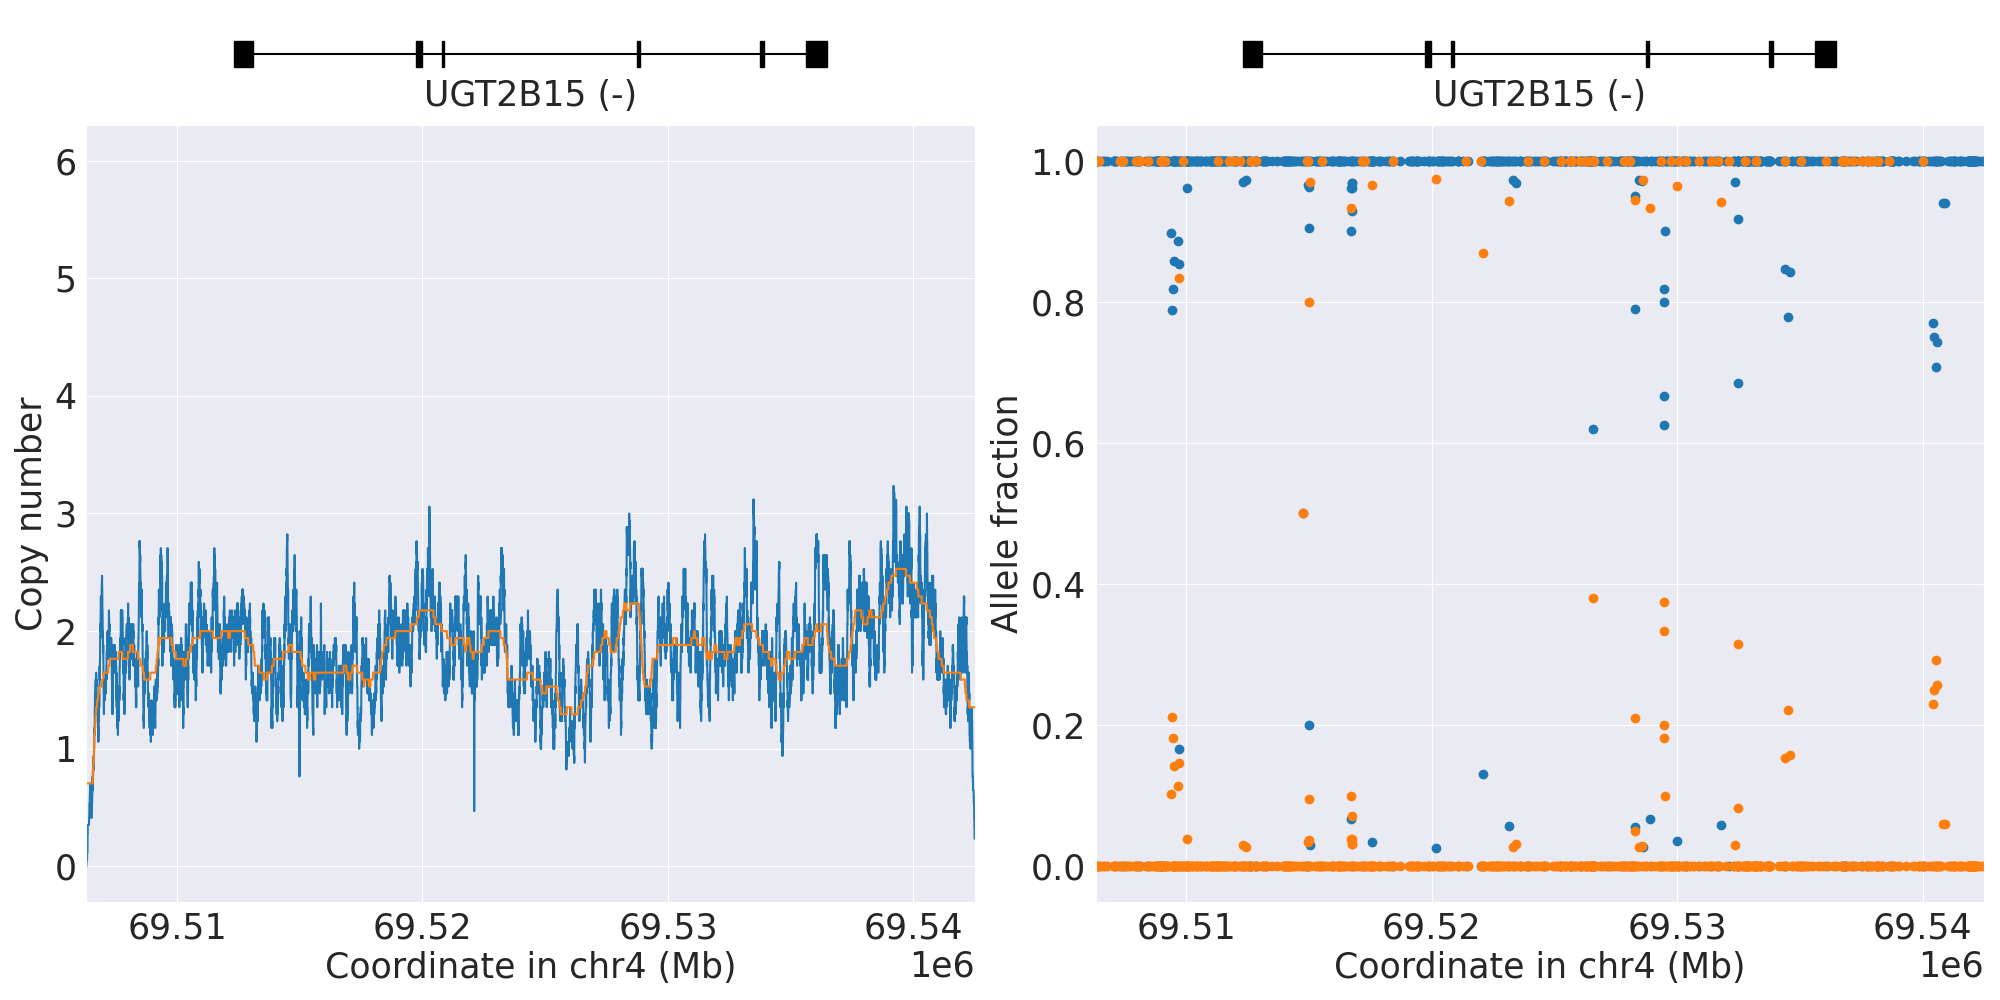 UGT2B15 (-)
6
5
4
3
2
1
0
Copy number
69.51 69.52 69.53 69.54
Coordinate in chr4 (Mb)
1e6
UGT2B15 (-)
1.0
0.8
0.6
0.4
0.2
0.0
Allele fraction
69.51 69.52 69.53 69.54
Coordinate in chr4 (Mb)
1e6